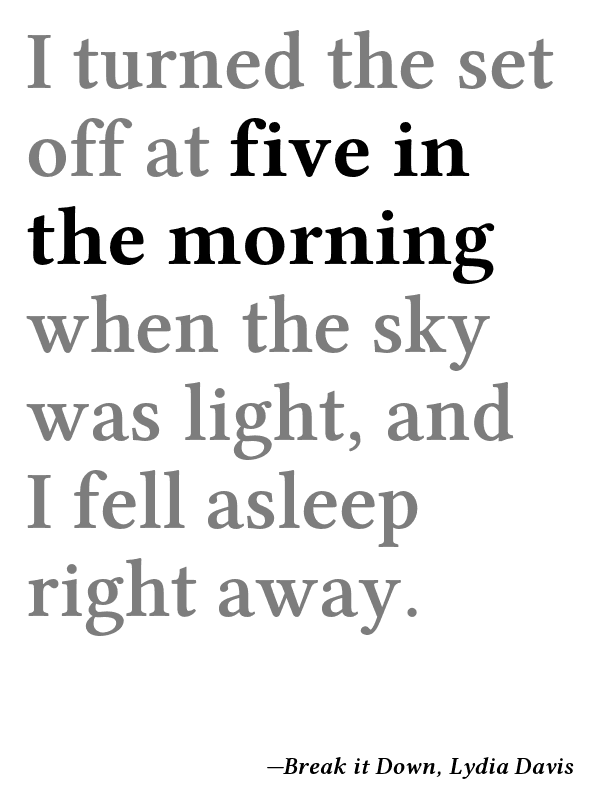 I turned the set
off at five in
the morning
when the sky
was light, and
I fell asleep
right away.
—Break it Down, Lydia Davis